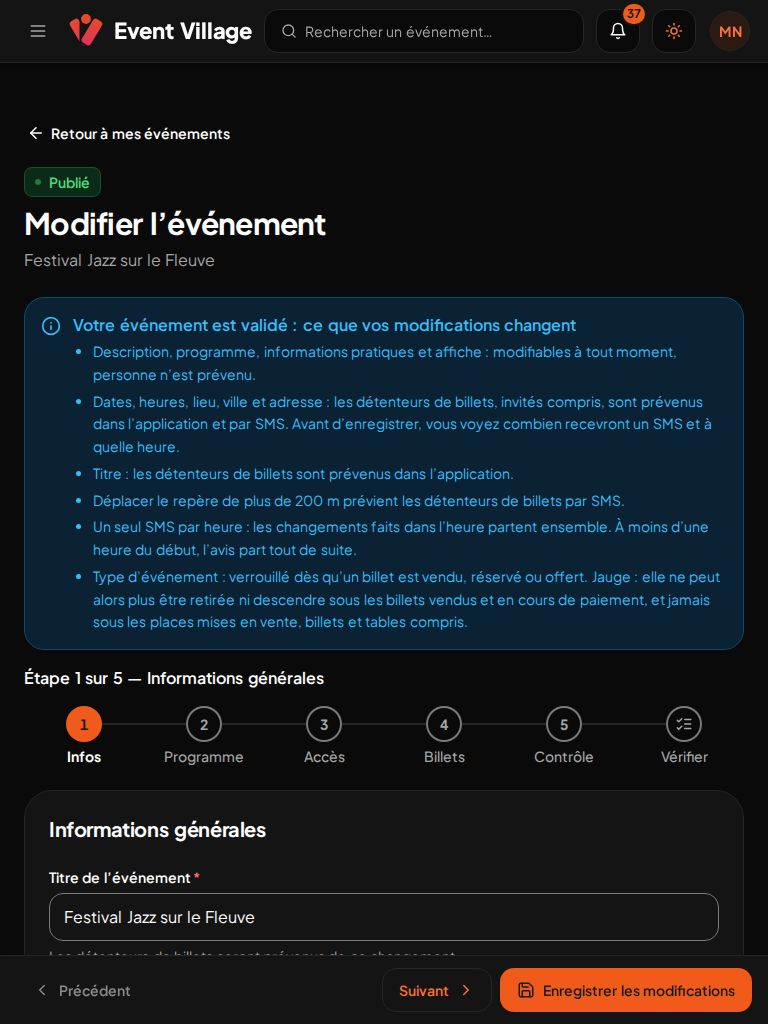 Event Village
Rechercher un événement…
37
MN
Retour à mes événements
Publié
Modifier l’événement
Festival Jazz sur le Fleuve
Votre événement est validé : ce que vos modifications changent
Description, programme, informations pratiques et affiche : modifiables à tout moment,
personne n’est prévenu.
Dates, heures, lieu, ville et adresse : les détenteurs de billets, invités compris, sont prévenus
dans l’application et par SMS. Avant d’enregistrer, vous voyez combien recevront un SMS et à
quelle heure.
Titre : les détenteurs de billets sont prévenus dans l’application.
Déplacer le repère de plus de 200 m prévient les détenteurs de billets par SMS.
Un seul SMS par heure : les changements faits dans l’heure partent ensemble. À moins d’une
heure du début, l’avis part tout de suite.
Type d’événement : verrouillé dès qu’un billet est vendu, réservé ou offert. Jauge : elle ne peut
alors plus être retirée ni descendre sous les billets vendus et en cours de paiement, et jamais
sous les places mises en vente, billets et tables compris.
Étape 1 sur 5 — Informations générales
1 2 3 4 5
Infos Programme Accès Billets Contrôle Vérifier
Informations générales
Titre de l’événement *
Festival Jazz sur le Fleuve
Précédent Suivant Enregistrer les modifications